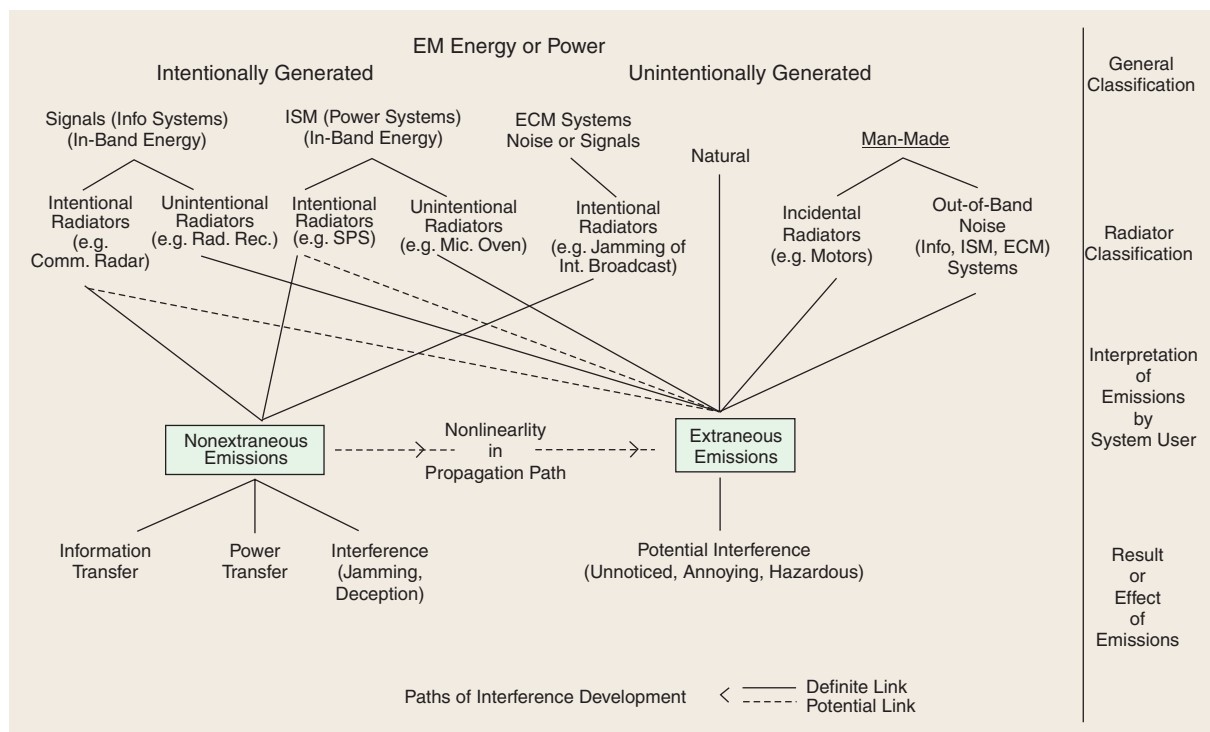 EM Energy or Power
Intentionally Generated
Unintentionally Generated
General
Classification
Signals (Info Systems)
(In-Band Energy)
ISM (Power Systems)
(In-Band Energy)
ECM Systems
Noise or Signals
Natural
Man-Made
Intentional
Radiators
(e.g.
Comm. Radar)
Unintentional
Radiators
(e.g. Rad. Rec.)
Intentional
Radiators
(e.g. SPS)
Unintentional
Radiators
(e.g. Mic. Oven)
Intentional
Radiators
(e.g. Jamming of
Int. Broadcast)
Incidental
Radiators
(e.g. Motors)
Out-of-Band
Noise
(Info, ISM, ECM)
Systems
Radiator
Classification
Nonextraneous
Emissions
Nonlinearlity
in
Propagation Path
Extraneous
Emissions
Interpretation
of
Emissions
by
System User
Information
Transfer
Power
Transfer
Interference
(Jamming,
Deception)
Potential Interference
(Unnoticed, Annoying, Hazardous)
Result
or
Effect
of
Emissions
Paths of Interference Development
Definite Link
Potential Link